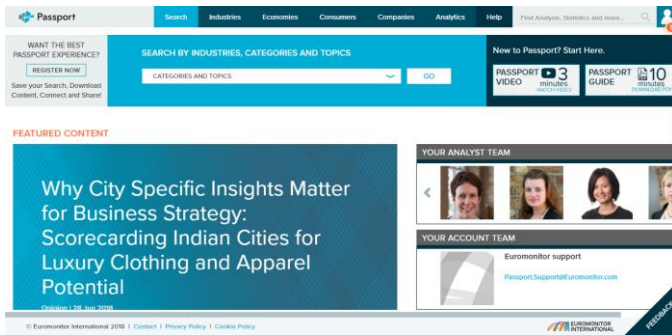 Passport
Search Industries Economies Consumers Companies Analytics Help Find Analysis, Statistics and more...
WANT THE BEST
PASSPORT EXPERIENCE?
REGISTER NOW
Save your Search, Download
Content, Connect and Share!
SEARCH BY INDUSTRIES, CATEGORIES AND TOPICS
CATEGORIES AND TOPICS
GO
New to Passport? Start Here.
PASSPORT
VIDEO
3
minutes
WATCH VIDEO
PASSPORT
GUIDE
10
minutes
DOWNLOAD PDF
FEATURED CONTENT
Why City Specific Insights Matter
for Business Strategy:
Scorecarding Indian Cities for
Luxury Clothing and Apparel
Potential
Opinion | 28 Jun 2018
YOUR ANALYST TEAM
YOUR ACCOUNT TEAM
Euromonitor support
Passport.Support@Euromonitor.com
© Euromonitor International 2018 | Contact | Privacy Policy | Cookie Policy
EUROMONITOR
INTERNATIONAL
FEEDBACK